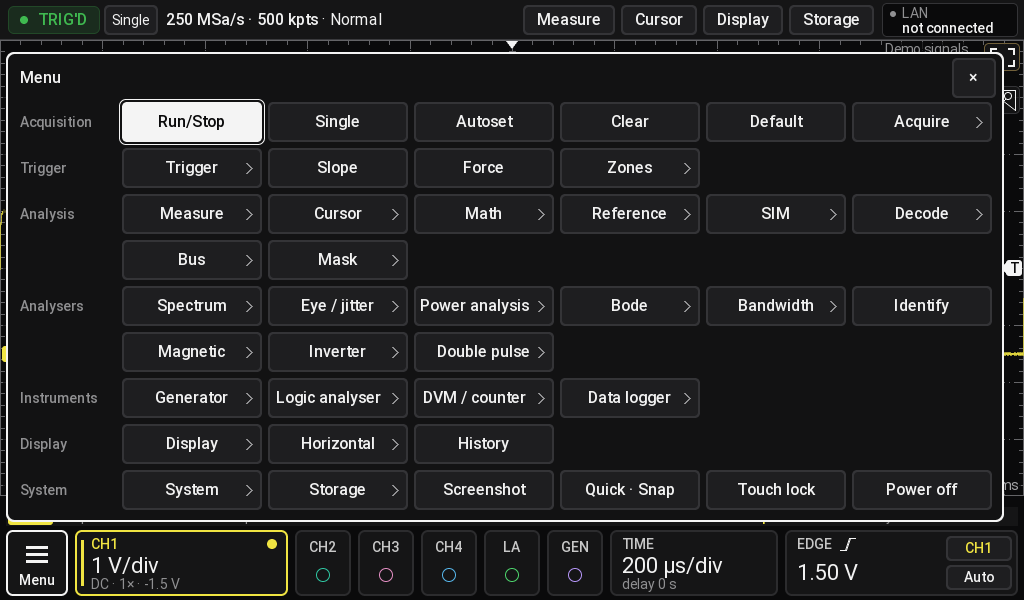 TRIG'D Single 250 MSa/s · 500 kpts · Normal Measure Cursor Display Storage LAN
not connected
Demo signals
Menu ×
Acquisition Run/Stop Single Autoset Clear Default Acquire
Trigger Trigger Slope Force Zones
Analysis Measure Cursor Math Reference SIM Decode
T
Bus Mask
Analysers Spectrum Eye / jitter Power analysis Bode Bandwidth Identify
Magnetic Inverter Double pulse
Instruments Generator Logic analyser DVM / counter Data logger
Display Display Horizontal History
System System Storage Screenshot Quick · Snap Touch lock Power off
ms
Menu
CH1
1 V/div
DC · 1× · -1.5 V
CH2 CH3 CH4 LA GEN
TIME
200 µs/div
delay 0 s
EDGE CH1
1.50 V Auto